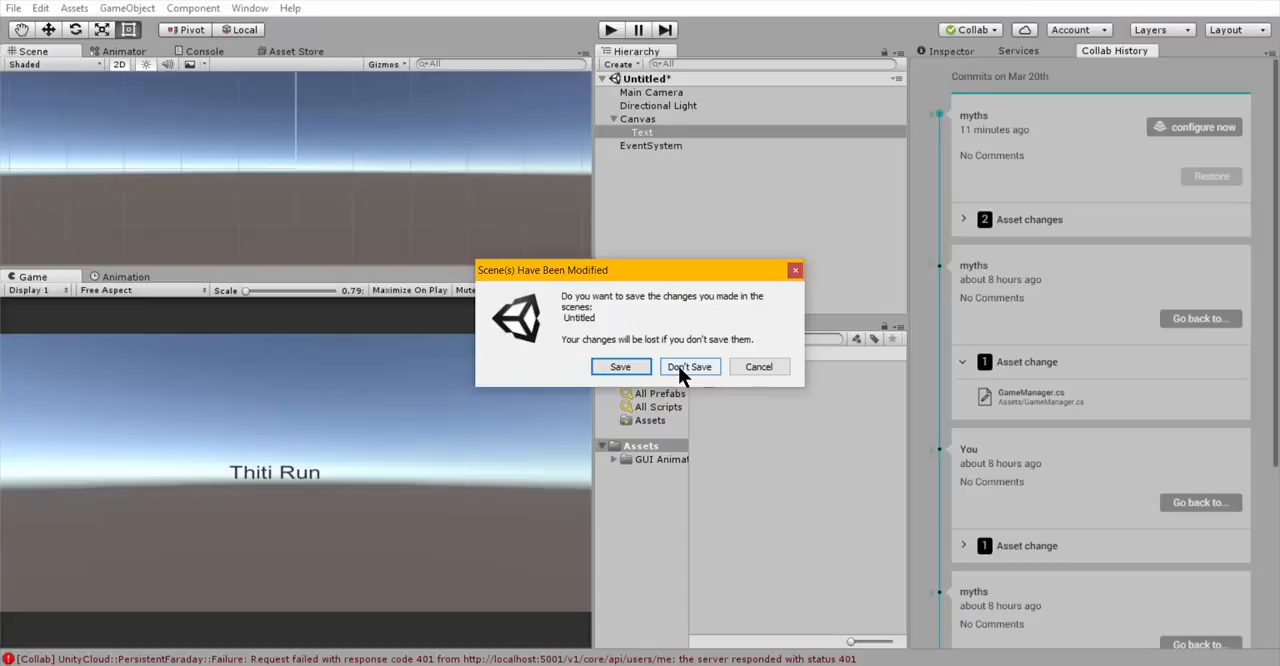 File Edit Assets GameObject Component Window Help
Pivot Local Collab Account Layers Layout
Scene Animator Console Asset Store
Shaded 2D Gizmos All
Hierarchy
Create All
Untitled*
Main Camera
Directional Light
Canvas
Text
EventSystem
Game Animation
Display 1 Free Aspect Scale 0.79: Maximize On Play Mute
Thiti Run
Scene(s) Have Been Modified
Do you want to save the changes you made in the
scenes:
Untitled
Your changes will be lost if you don't save them.
Save Don't Save Cancel
All Prefabs
All Scripts
Assets
Assets
GUI Animat
Inspector Services Collab History
Commits on Mar 20th
myths
11 minutes ago
configure now
No Comments
Restore
2 Asset changes
myths
about 8 hours ago
No Comments
Go back to...
1 Asset change
GameManager.cs
Assets/GameManager.cs
You
about 8 hours ago
No Comments
Go back to...
1 Asset change
myths
about 8 hours ago
No Comments
Go back to...
[Collab] UnityCloud::PersistentFaraday::Failure: Request failed with response code 401 from http://localhost:5001/v1/core/api/users/me: the server responded with status 401